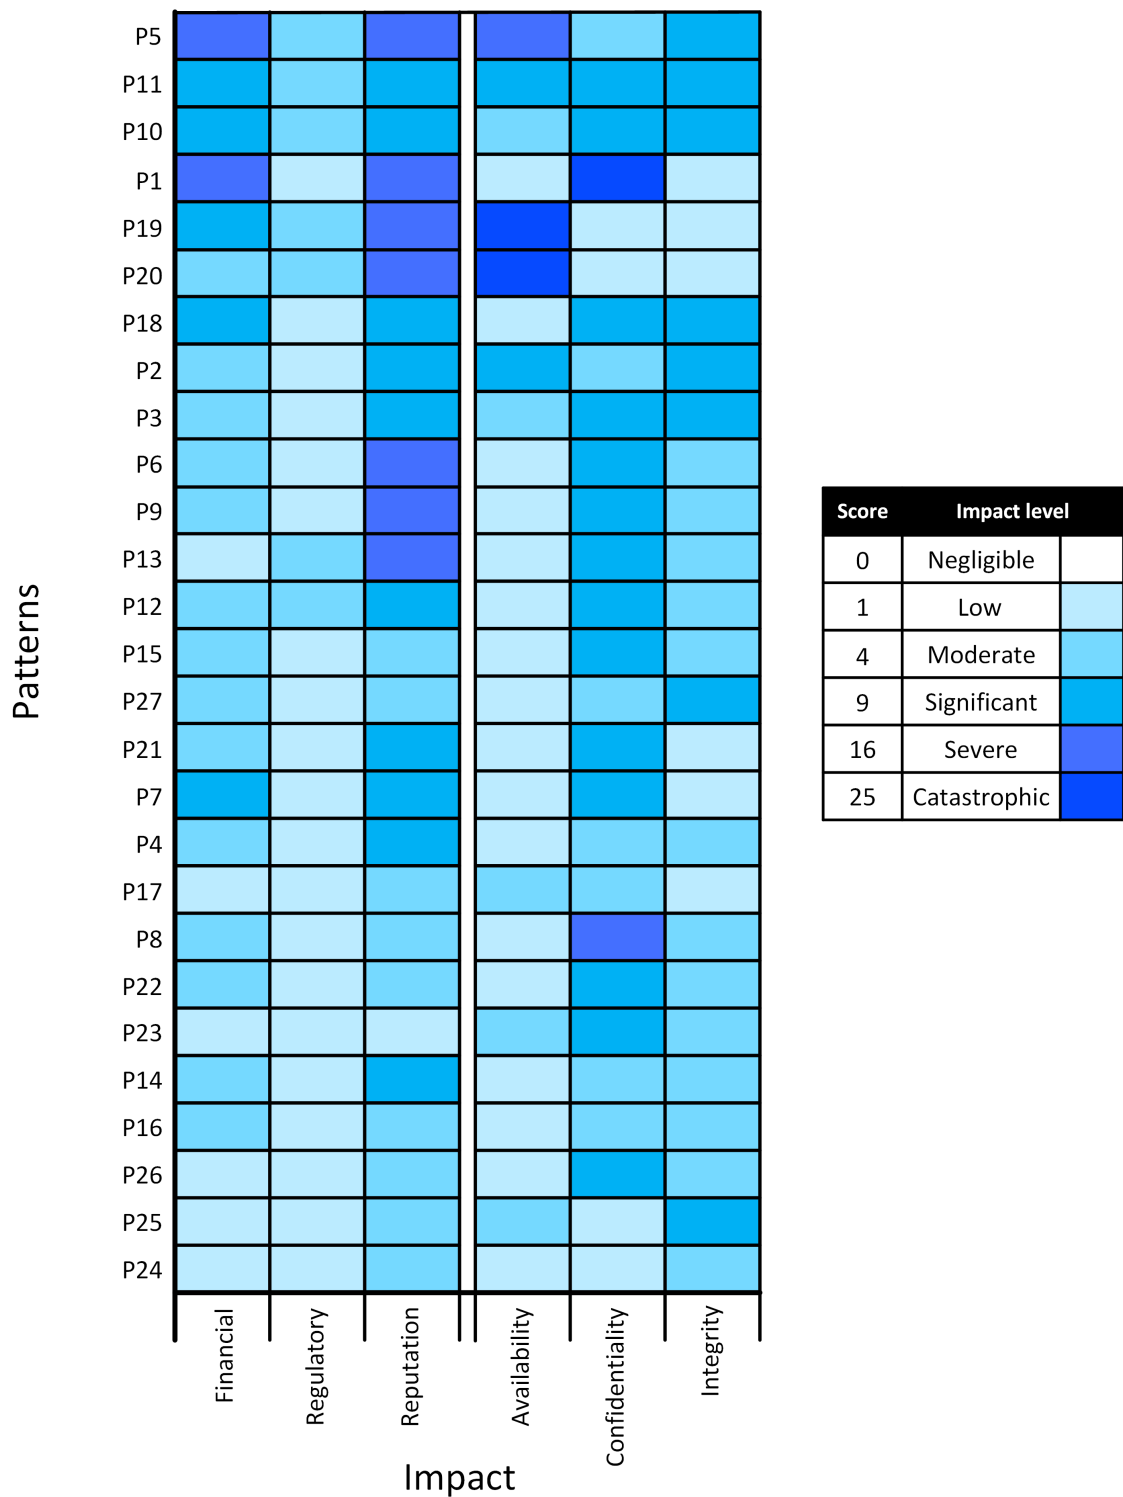 P5
P11
P10
P1
P19
P20
P18
P2
P3
P6
P9
P13
P12
P15
P27
P21
P7
P4
P17
P8
P22
P23
P14
P16
P26
P25
P24
Patterns
Financial
Regulatory
Reputation
Availability
Confidentiality
Integrity
Impact
Score Impact level
0 Negligible
1 Low
4 Moderate
9 Significant
16 Severe
25 Catastrophic